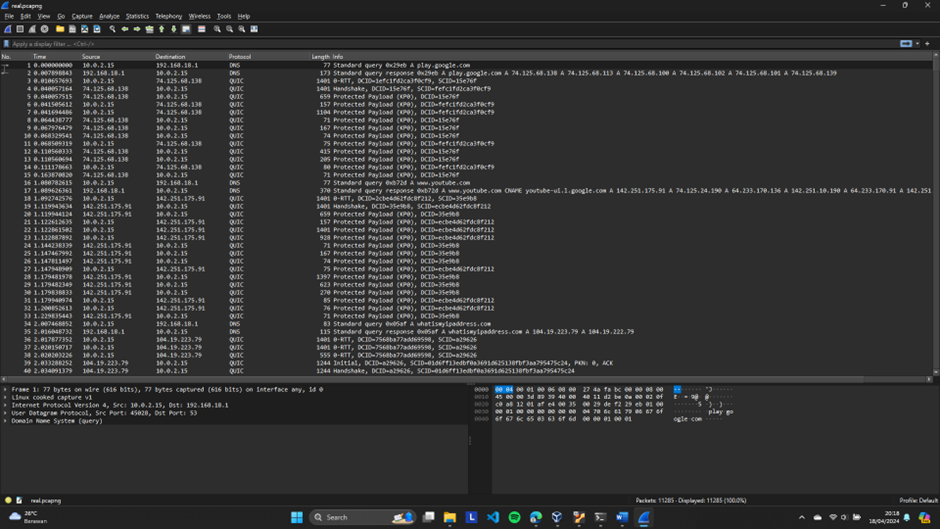 real.pcapng
File Edit View Go Capture Analyze Statistics Telephony Wireless Tools Help
Apply a display filter ... <Ctrl-/>
No. Time Source Destination Protocol Length Info
1 0.000000000 10.0.2.15 192.168.18.1 DNS 77 Standard query 0x29eb A play.google.com
2 0.007898843 192.168.18.1 10.0.2.15 DNS 173 Standard query response 0x29eb A play.google.com A 74.125.68.138 A 74.125.68.113 A 74.125.68.100 A 74.125.68.102 A 74.125.68.101 A 74.125.68.139
3 0.010657693 10.0.2.15 74.125.68.138 QUIC 1401 0-RTT, DCID=1efc1fd2ca3f0cf9, SCID=15e76f
4 0.040057164 74.125.68.138 10.0.2.15 QUIC 1401 Handshake, DCID=15e76f, SCID=fefc1fd2ca3f0cf9
5 0.040057515 74.125.68.138 10.0.2.15 QUIC 659 Protected Payload (KP0), DCID=15e76f
6 0.041505612 10.0.2.15 74.125.68.138 QUIC 1401 Protected Payload (KP0), DCID=fefc1fd2ca3f0cf9
7 0.041694486 10.0.2.15 74.125.68.138 QUIC 1104 Protected Payload (KP0), DCID=fefc1fd2ca3f0cf9
8 0.064438777 74.125.68.138 10.0.2.15 QUIC 71 Protected Payload (KP0), DCID=15e76f
9 0.067976479 74.125.68.138 10.0.2.15 QUIC 167 Protected Payload (KP0), DCID=15e76f
10 0.068329541 74.125.68.138 10.0.2.15 QUIC 74 Protected Payload (KP0), DCID=15e76f
11 0.068509319 10.0.2.15 74.125.68.138 QUIC 75 Protected Payload (KP0), DCID=fefc1fd2ca3f0cf9
12 0.110560333 74.125.68.138 10.0.2.15 QUIC 415 Protected Payload (KP0), DCID=15e76f
13 0.110560694 74.125.68.138 10.0.2.15 QUIC 205 Protected Payload (KP0), DCID=15e76f
14 0.111178663 10.0.2.15 74.125.68.138 QUIC 80 Protected Payload (KP0), DCID=fefc1fd2ca3f0cf9
15 0.163870820 74.125.68.138 10.0.2.15 QUIC 71 Protected Payload (KP0), DCID=15e76f
16 1.080782615 10.0.2.15 192.168.18.1 DNS 77 Standard query 0xb72d A www.youtube.com
17 1.089626361 192.168.18.1 10.0.2.15 DNS 370 Standard query response 0xb72d A www.youtube.com CNAME youtube-ui.l.google.com A 142.251.175.91 A 74.125.24.190 A 64.233.170.136 A 142.251.10.190 A 64.233.170.91 A 142.251
18 1.092742576 10.0.2.15 142.251.175.91 QUIC 1401 0-RTT, DCID=2cbe4d62fdc8f212, SCID=35e9b8
19 1.119943634 142.251.175.91 10.0.2.15 QUIC 1401 Handshake, DCID=35e9b8, SCID=ecbe4d62fdc8f212
20 1.119944124 142.251.175.91 10.0.2.15 QUIC 659 Protected Payload (KP0), DCID=35e9b8
21 1.122612635 10.0.2.15 142.251.175.91 QUIC 1237 Protected Payload (KP0), DCID=ecbe4d62fdc8f212
22 1.122861502 10.0.2.15 142.251.175.91 QUIC 1401 Protected Payload (KP0), DCID=ecbe4d62fdc8f212
23 1.122887892 10.0.2.15 142.251.175.91 QUIC 928 Protected Payload (KP0), DCID=ecbe4d62fdc8f212
24 1.144238339 142.251.175.91 10.0.2.15 QUIC 71 Protected Payload (KP0), DCID=35e9b8
25 1.147467992 142.251.175.91 10.0.2.15 QUIC 167 Protected Payload (KP0), DCID=35e9b8
26 1.147811497 142.251.175.91 10.0.2.15 QUIC 74 Protected Payload (KP0), DCID=35e9b8
27 1.147948909 10.0.2.15 142.251.175.91 QUIC 75 Protected Payload (KP0), DCID=ecbe4d62fdc8f212
28 1.179481978 142.251.175.91 10.0.2.15 QUIC 1397 Protected Payload (KP0), DCID=35e9b8
29 1.179482349 142.251.175.91 10.0.2.15 QUIC 623 Protected Payload (KP0), DCID=35e9b8
30 1.179838333 142.251.175.91 10.0.2.15 QUIC 270 Protected Payload (KP0), DCID=35e9b8
31 1.179940974 10.0.2.15 142.251.175.91 QUIC 85 Protected Payload (KP0), DCID=ecbe4d62fdc8f212
32 1.200852613 10.0.2.15 142.251.175.91 QUIC 76 Protected Payload (KP0), DCID=ecbe4d62fdc8f212
33 1.229835443 142.251.175.91 10.0.2.15 QUIC 71 Protected Payload (KP0), DCID=35e9b8
34 2.007468852 10.0.2.15 192.168.18.1 DNS 83 Standard query 0x05af A whatismyipaddress.com
35 2.016048732 192.168.18.1 10.0.2.15 DNS 115 Standard query response 0x05af A whatismyipaddress.com A 104.19.223.79 A 104.19.222.79
36 2.017877352 10.0.2.15 104.19.223.79 QUIC 1401 0-RTT, DCID=7568ba77add69598, SCID=a29626
37 2.020150717 10.0.2.15 104.19.223.79 QUIC 1401 0-RTT, DCID=7568ba77add69598, SCID=a29626
38 2.020203226 10.0.2.15 104.19.223.79 QUIC 555 0-RTT, DCID=7568ba77add69598, SCID=a29626
39 2.033288252 104.19.223.79 10.0.2.15 QUIC 1244 Initial, DCID=a29626, PKN: 0, ACK
40 2.034091379 104.19.223.79 10.0.2.15 QUIC 1244 Handshake, DCID=a29626
Frame 1: 77 bytes on wire (616 bits), 77 bytes captured (616 bits) on interface any, id 0
Linux cooked capture v1
Internet Protocol Version 4, Src: 10.0.2.15, Dst: 192.168.18.1
User Datagram Protocol, Src Port: 45028, Dst Port: 53
Domain Name System (query)
0000 00 04 00 01 00 06 08 00 27 4a fa bc 00 00 08 00
0010 45 00 00 3d 89 39 40 00 40 11 d2 be 0a 00 02 0f
0020 c0 a8 12 01 af e4 00 35 00 29 de f2 29 eb 01 00
0030 00 01 00 00 00 00 00 00 04 70 6c 61 79 06 67 6f play go
0040 6f 67 6c 65 03 63 6f 6d 00 00 01 00 01 ogle com
real.pcapng
Packets: 11285 · Displayed: 11285 (100.0%)
Profile: Default
26°C
Berawan
Search
20:18
18/04/2024